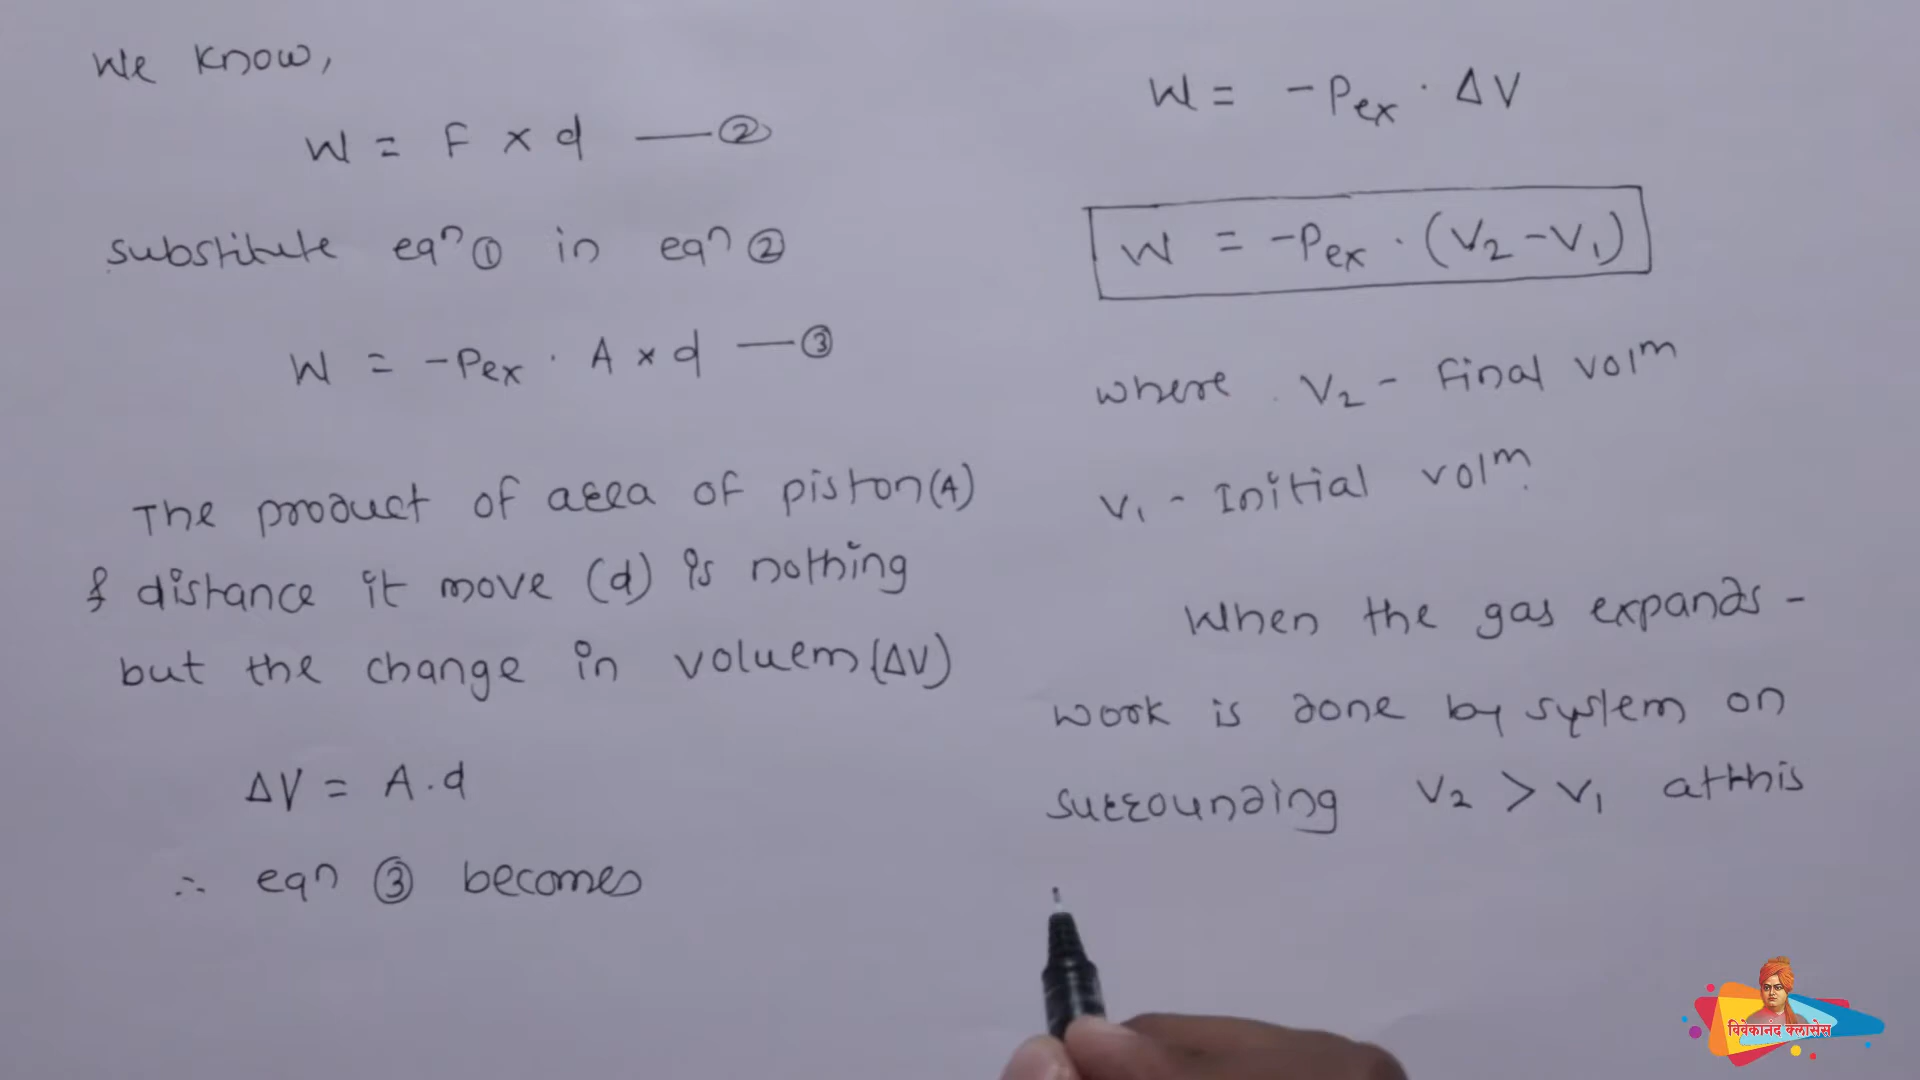 We know,
W = F × d —②
substitute eqⁿ ① in eqⁿ ②
W = -Pex . A × d —③
The product of area of piston(A)
& distance it move (d) is nothing
but the change in voluem(ΔV)
ΔV = A.d
∴ eqn ③ becomes
W = -Pex . ΔV
W = -Pex . (V₂ - V₁)
where V₂ - Final volᵐ
V₁ - Initial volᵐ
When the gas expands -
work is done by system on
surrounding V₂ > V₁ at this
विवेकानंद क्लासेस